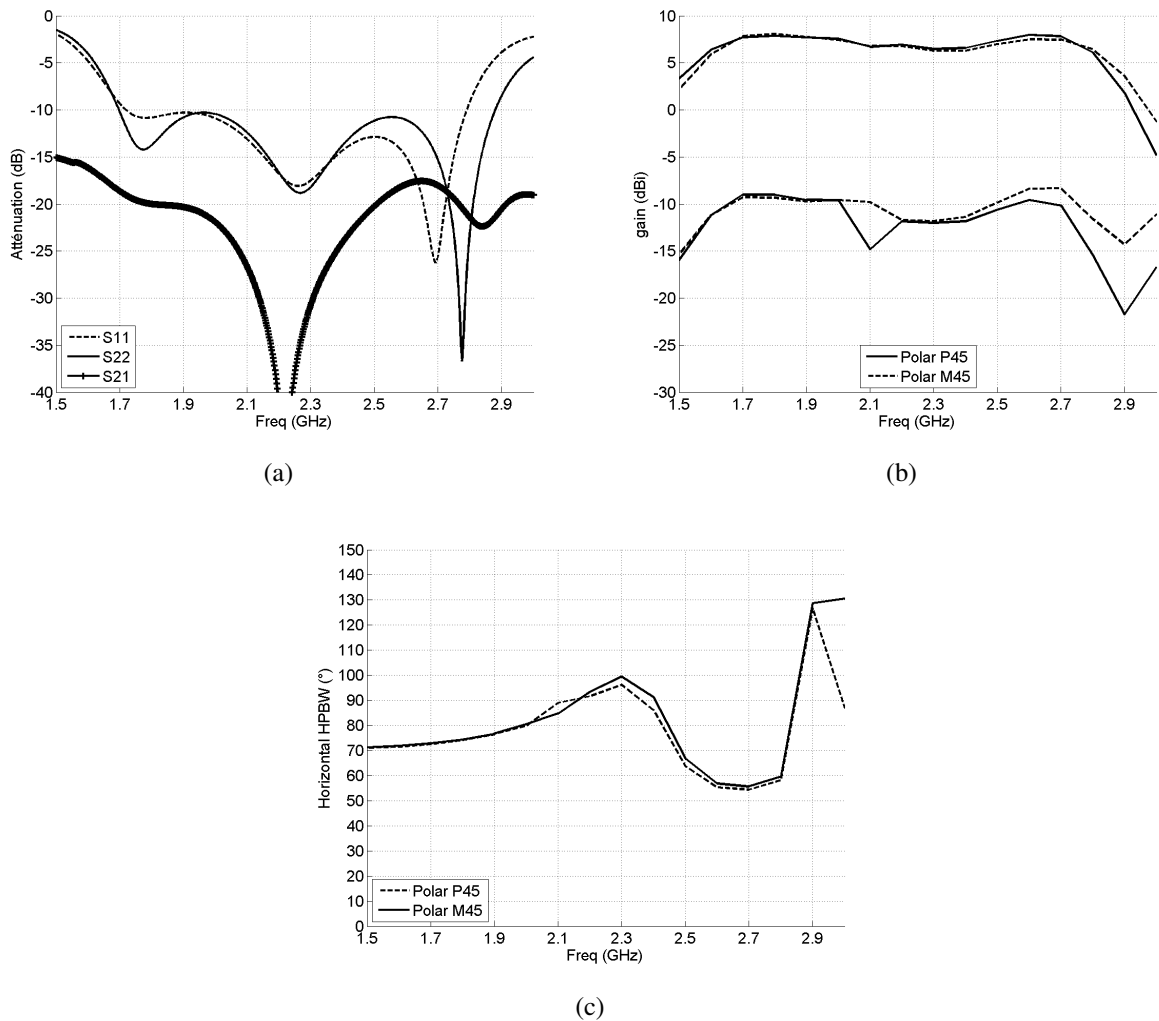 0
-5
-10
-15
-20
-25
-30
-35
-40
Atténuation (dB)
1.5 1.7 1.9 2.1 2.3 2.5 2.7 2.9
Freq (GHz)
S11
S22
S21
(a)
10
5
0
-5
-10
-15
-20
-25
-30
gain (dBi)
1.5 1.7 1.9 2.1 2.3 2.5 2.7 2.9
Freq (GHz)
Polar P45
Polar M45
(b)
150
140
130
120
110
100
90
80
70
60
50
40
30
20
10
0
Horizontal HPBW (°)
1.5 1.7 1.9 2.1 2.3 2.5 2.7 2.9
Freq (GHz)
Polar P45
Polar M45
(c)